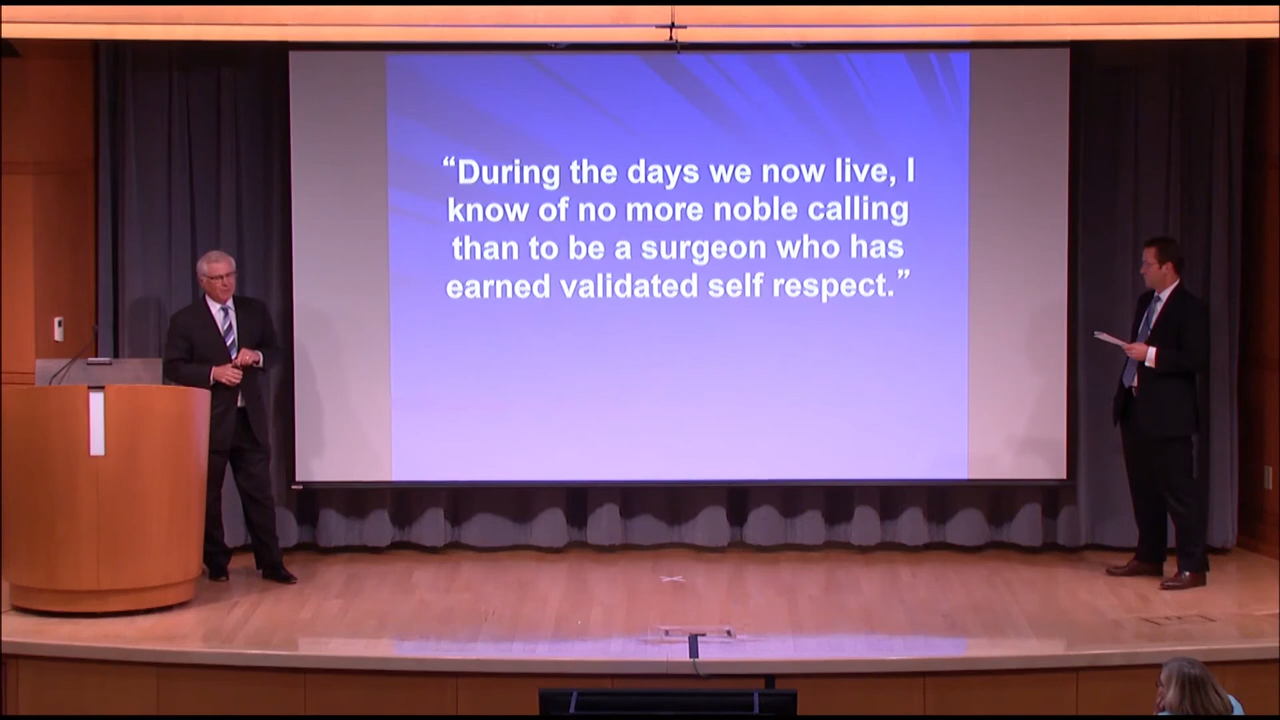 “During the days we now live, I
know of no more noble calling
than to be a surgeon who has
earned validated self respect.”